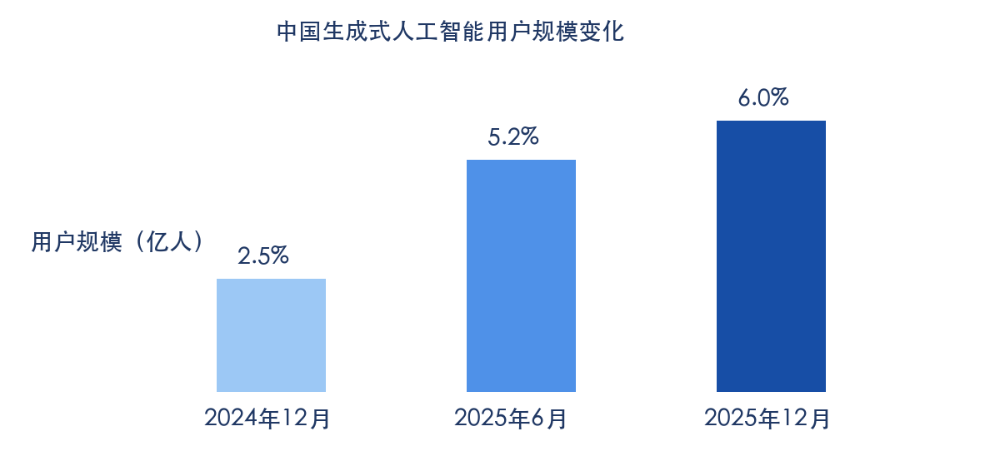 中国生成式人工智能用户规模变化
6.0%
5.2%
用户规模（亿人）
2.5%
2024年12月
2025年6月
2025年12月